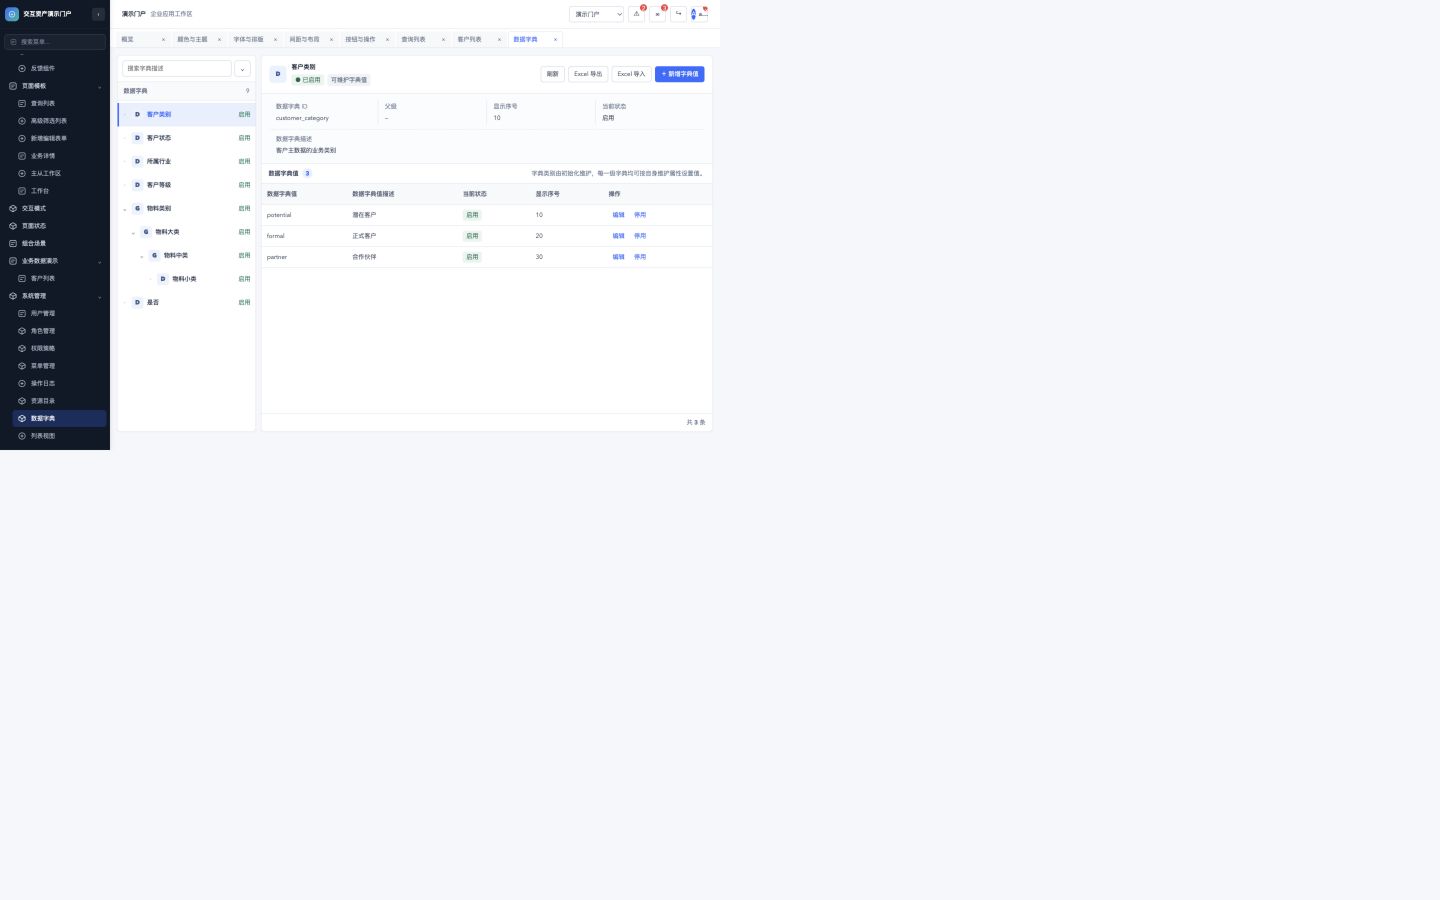 交互资产演示门户
搜索菜单...
反馈组件
页面模板
查询列表
高级筛选列表
新增编辑表单
业务详情
主从工作区
工作台
交互模式
页面状态
组合场景
业务数据演示
客户列表
系统管理
用户管理
角色管理
权限策略
菜单管理
操作日志
资源目录
数据字典
列表视图
演示门户 企业应用工作区
演示门户
2
3
概览 ×
颜色与主题 ×
字体与排版 ×
间距与布局 ×
按钮与操作 ×
查询列表 ×
客户列表 ×
数据字典 ×
搜索字典描述
数据字典 9
D 客户类别 启用
D 客户状态 启用
D 所属行业 启用
D 客户等级 启用
G 物料类别 启用
G 物料大类 启用
G 物料中类 启用
D 物料小类 启用
D 是否 启用
D 客户类别
已启用 可维护字典值
刷新 Excel 导出 Excel 导入 + 新增字典值
数据字典 ID 父级 显示序号 当前状态
customer_category – 10 启用
数据字典描述
客户主数据的业务类别
数据字典值 3 字典类别由初始化维护，每一级字典均可按自身维护属性设置值。
数据字典值 数据字典值描述 当前状态 显示序号 操作
potential 潜在客户 启用 10 编辑 停用
formal 正式客户 启用 20 编辑 停用
partner 合作伙伴 启用 30 编辑 停用
共 3 条